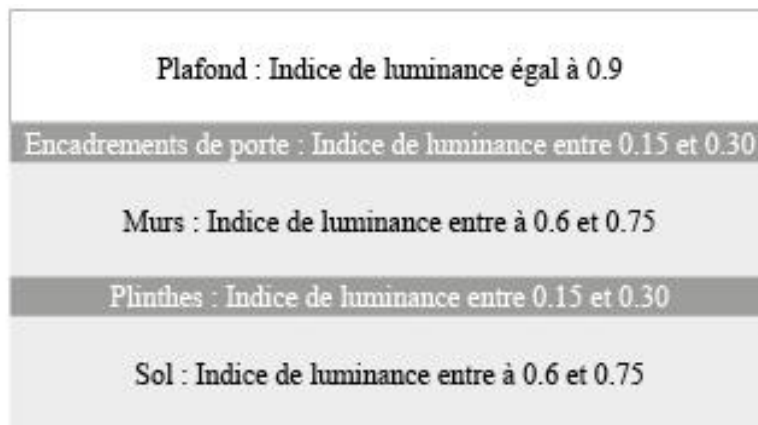 Plafond : Indice de luminance égal à 0.9
Encadrements de porte : Indice de luminance entre 0.15 et 0.30
Murs : Indice de luminance entre à 0.6 et 0.75
Plinthes : Indice de luminance entre 0.15 et 0.30
Sol : Indice de luminance entre à 0.6 et 0.75